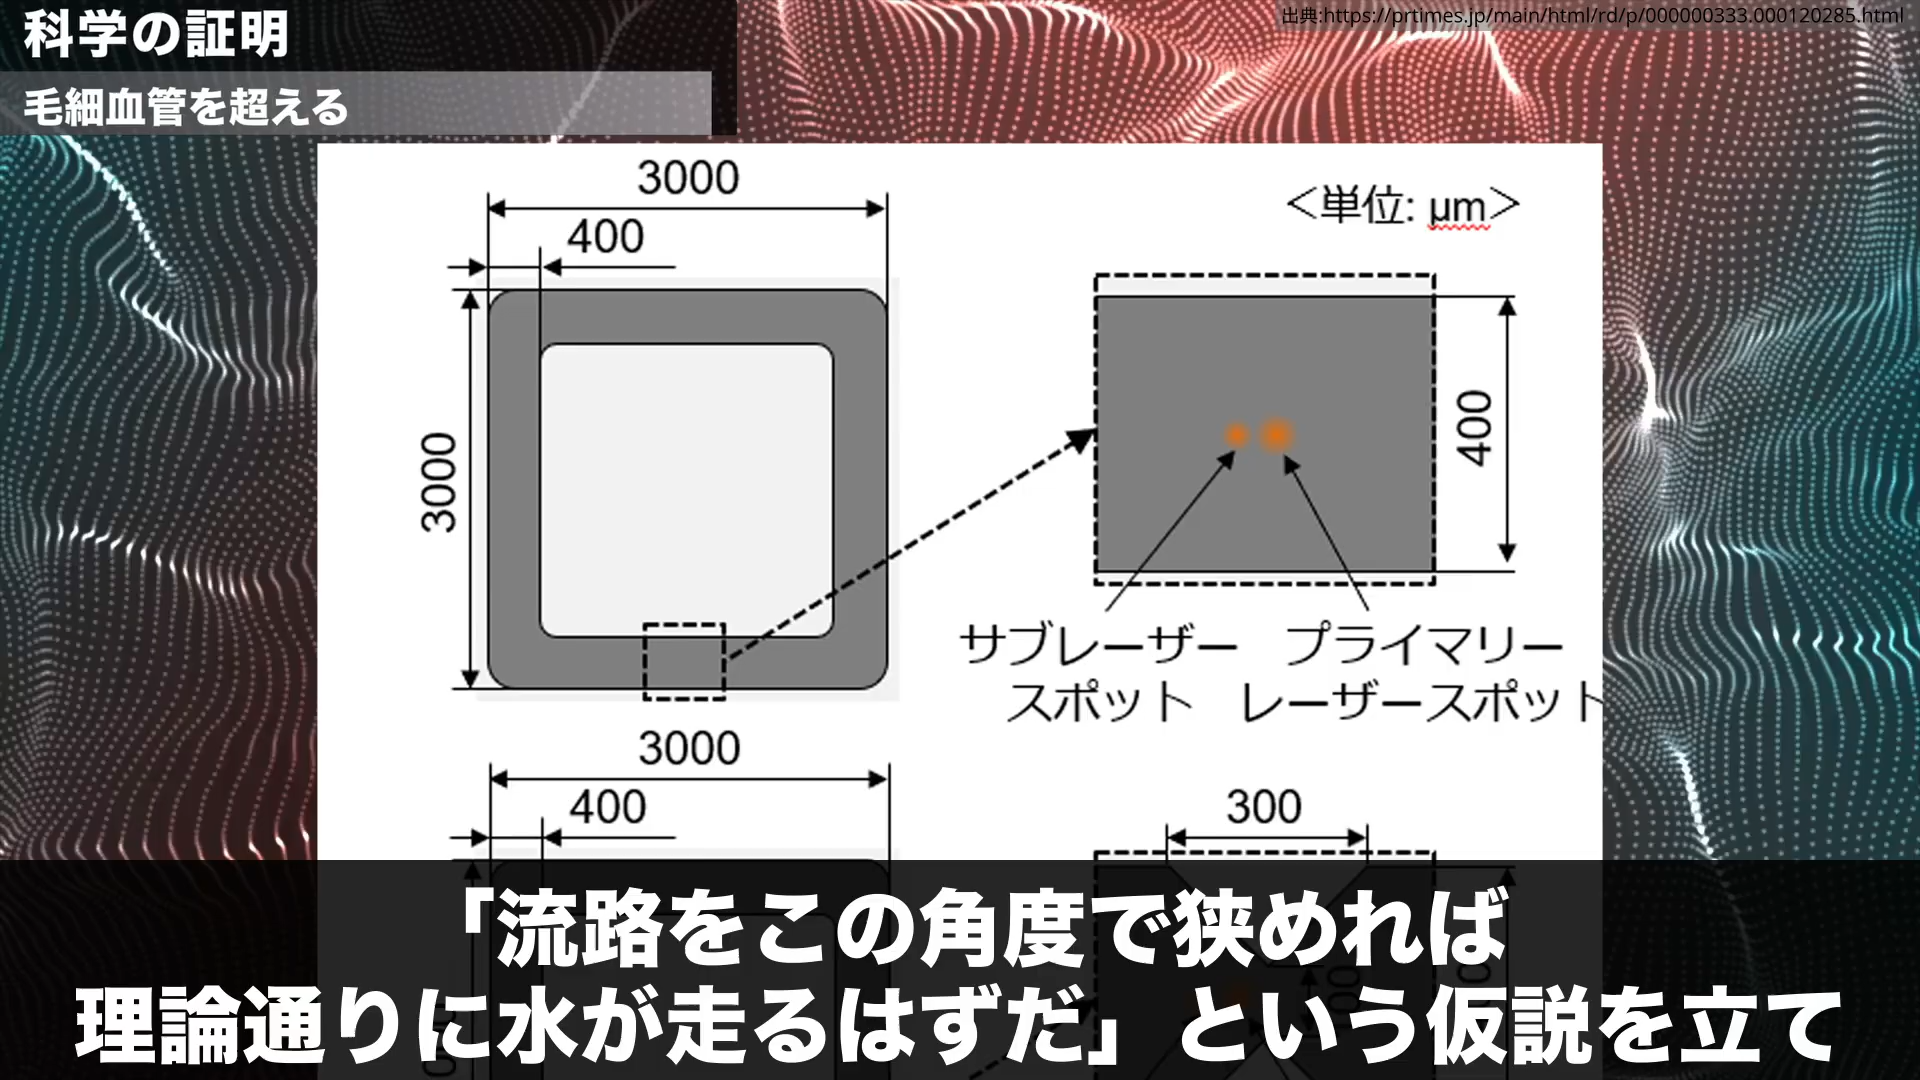 科学の証明
出典:https://prtimes.jp/main/html/rd/p/000000333.000120285.html
毛細血管を超える
3000
<単位: μm>
400
3000
400
サブレーザー
スポット
プライマリー
レーザースポット
3000
400
300
「流路をこの角度で狭めれば
理論通りに水が走るはずだ」という仮説を立て